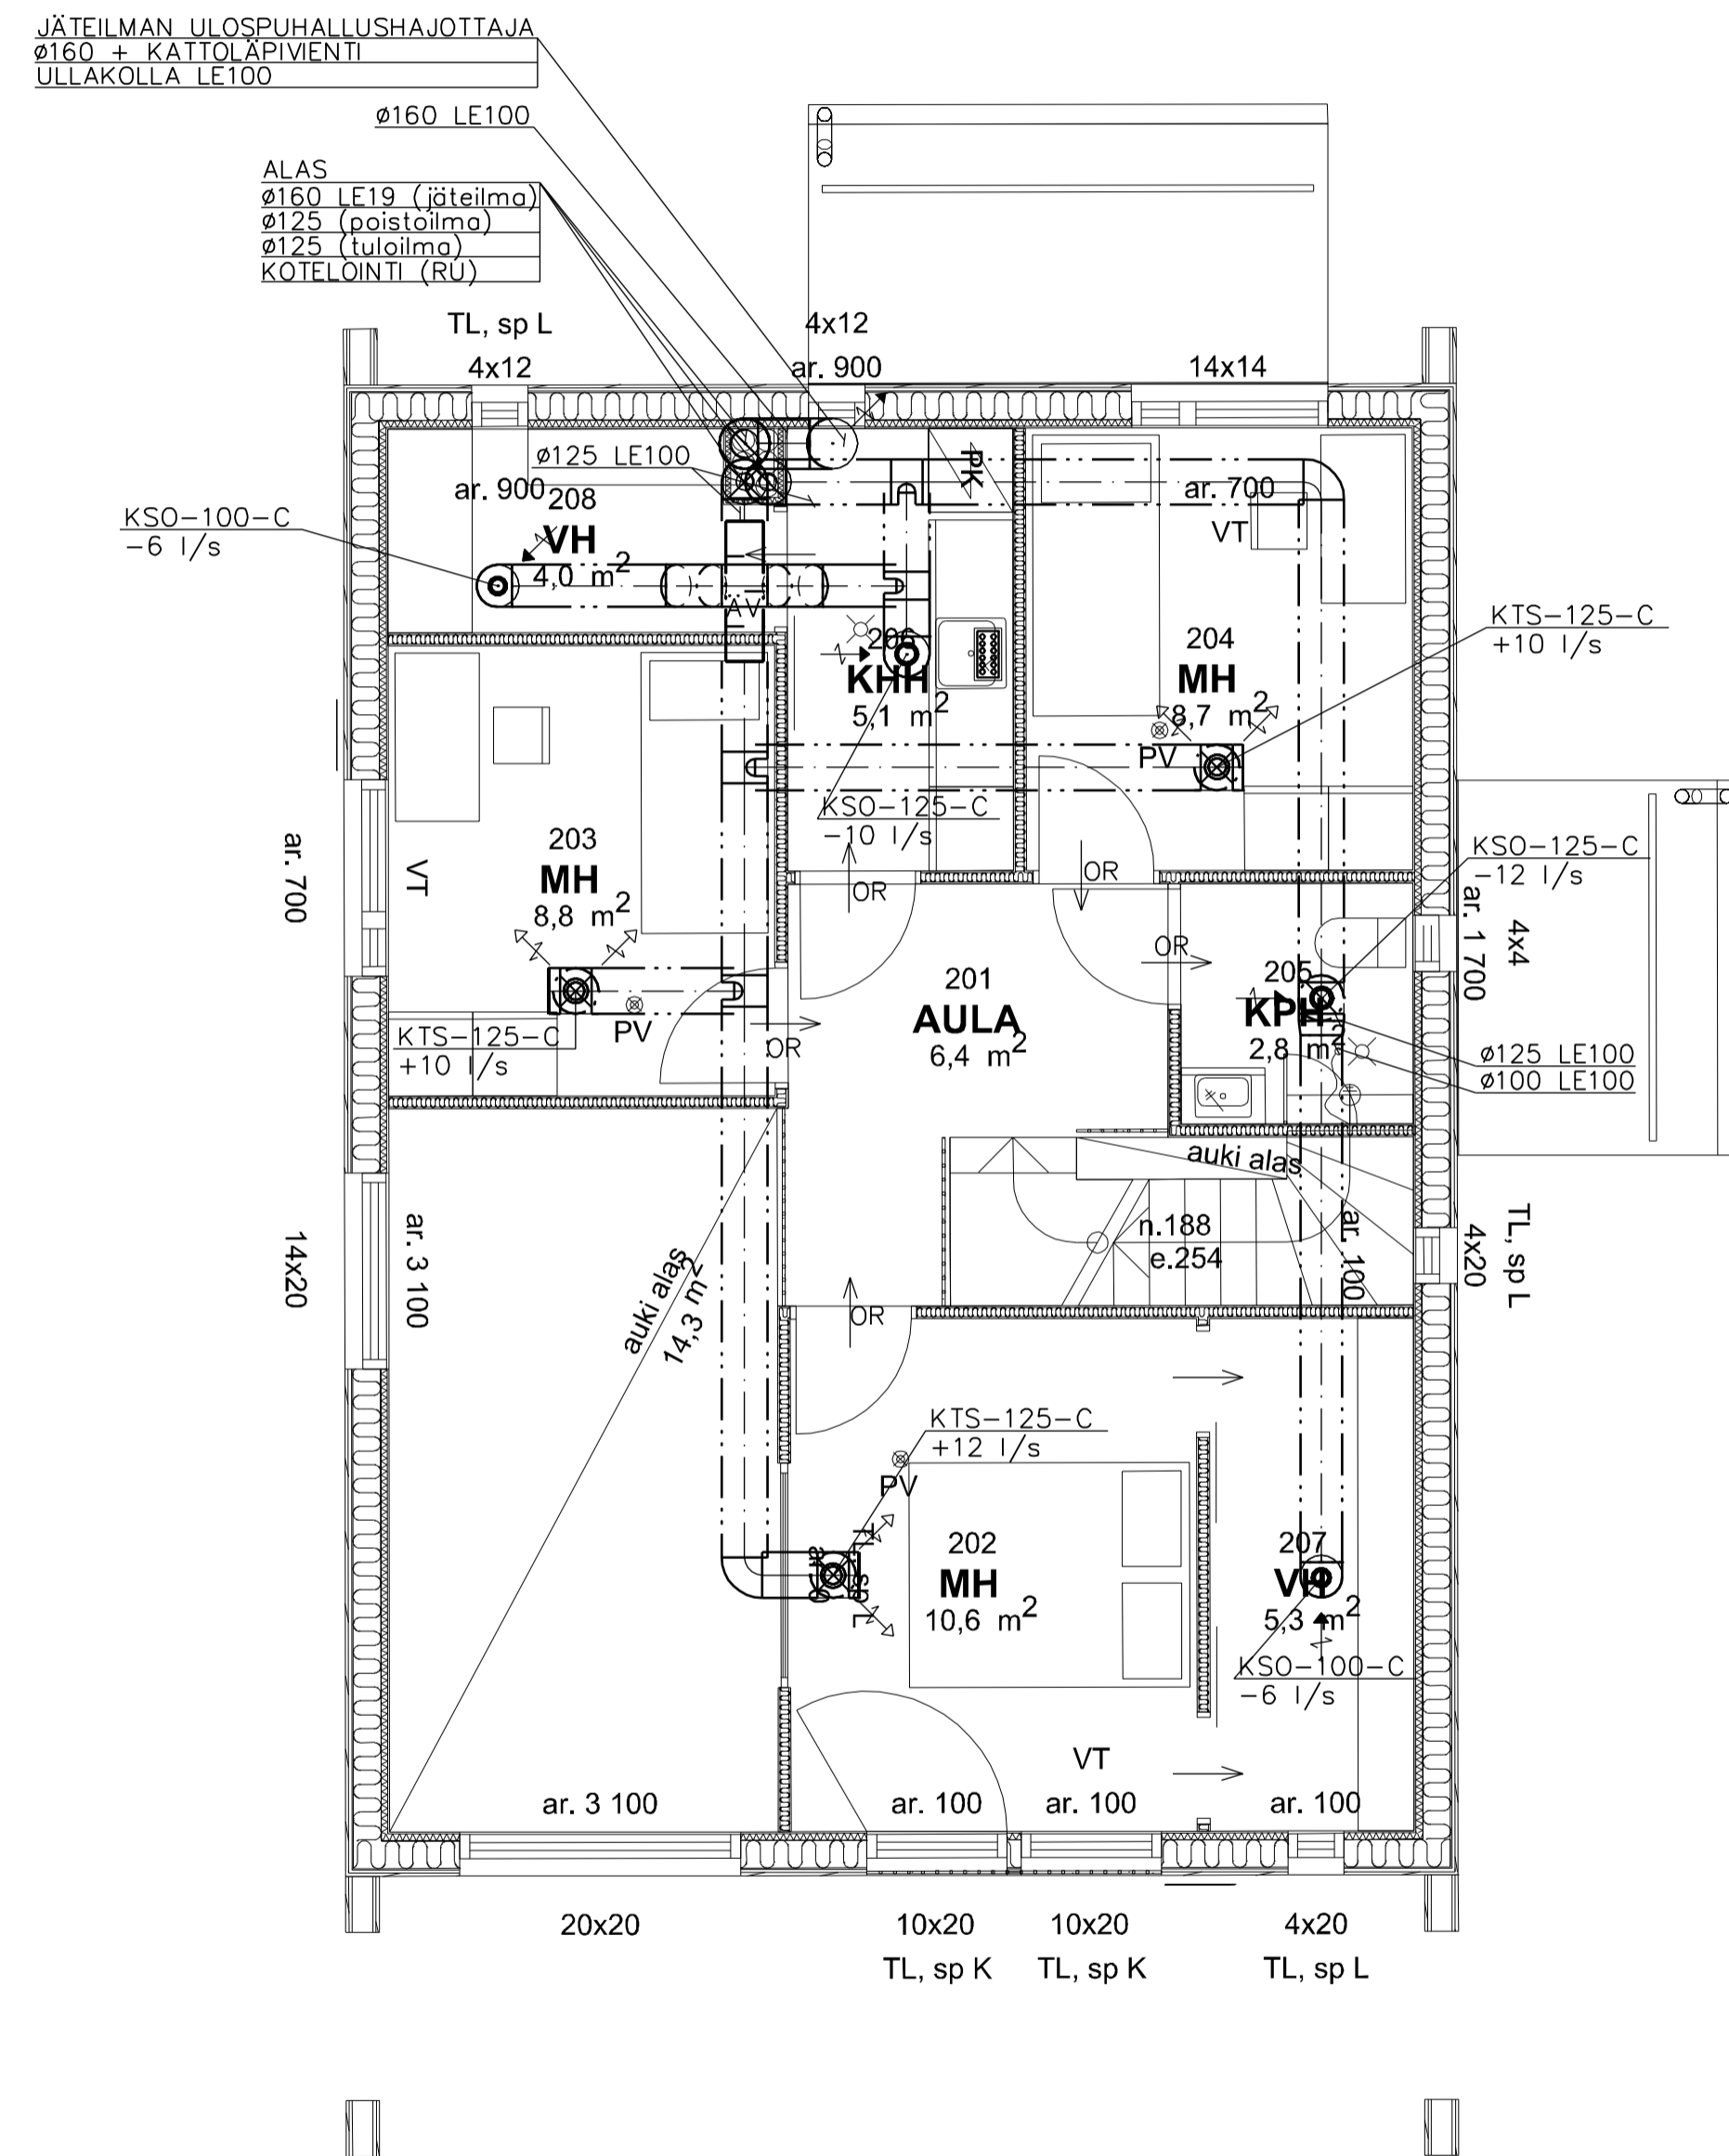 JÄTEILMAN ULOSPUHALLUSHAJOTTAJA
ø160 + KATTOLÄPIVIENTI
ULLAKOLLA LE100
ø160 LE100
ALAS
ø160 LE19 (jäteilma)
ø125 (poistoilma)
ø125 (tuloilma)
KOTELOINTI (RU)
TL, sp L
4x12
4x12
ar. 900
14x14
KSO-100-C
-6 l/s
ø125 LE100
ar. 900
208
VH
4,0 m2
AV
PK
ar. 700
VT
206
KHH
5,1 m2
204
MH
8,7 m2
PV
KTS-125-C
+10 l/s
KSO-125-C
-10 l/s
OR
OR
ar. 700
VT
203
MH
8,8 m2
PV
KTS-125-C
+10 l/s
OR
201
AULA
6,4 m2
OR
205
KPH
2,8 m2
KSO-125-C
-12 l/s
ar. 1 700
4x4
ø125 LE100
ø100 LE100
auki alas
n.188
e.254
ar. 100
4x20
TL, sp L
14x20
ar. 3 100
auki alas
14,3 m2
OR
KTS-125-C
+12 l/s
PV
202
MH
10,6 m2
207
VH
5,3 m2
KSO-100-C
-6 l/s
VT
ar. 3 100
ar. 100
ar. 100
ar. 100
20x20
10x20
10x20
4x20
TL, sp K
TL, sp K
TL, sp L